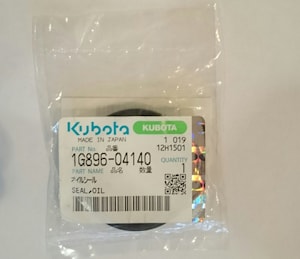 Kubota KUBOTA
MADE IN JAPAN 1 019
12H1501
PART No. 品番
1G896-04140 QUANTITY
PART NAME 品名 数量 1
オイルシール
SEAL,OIL